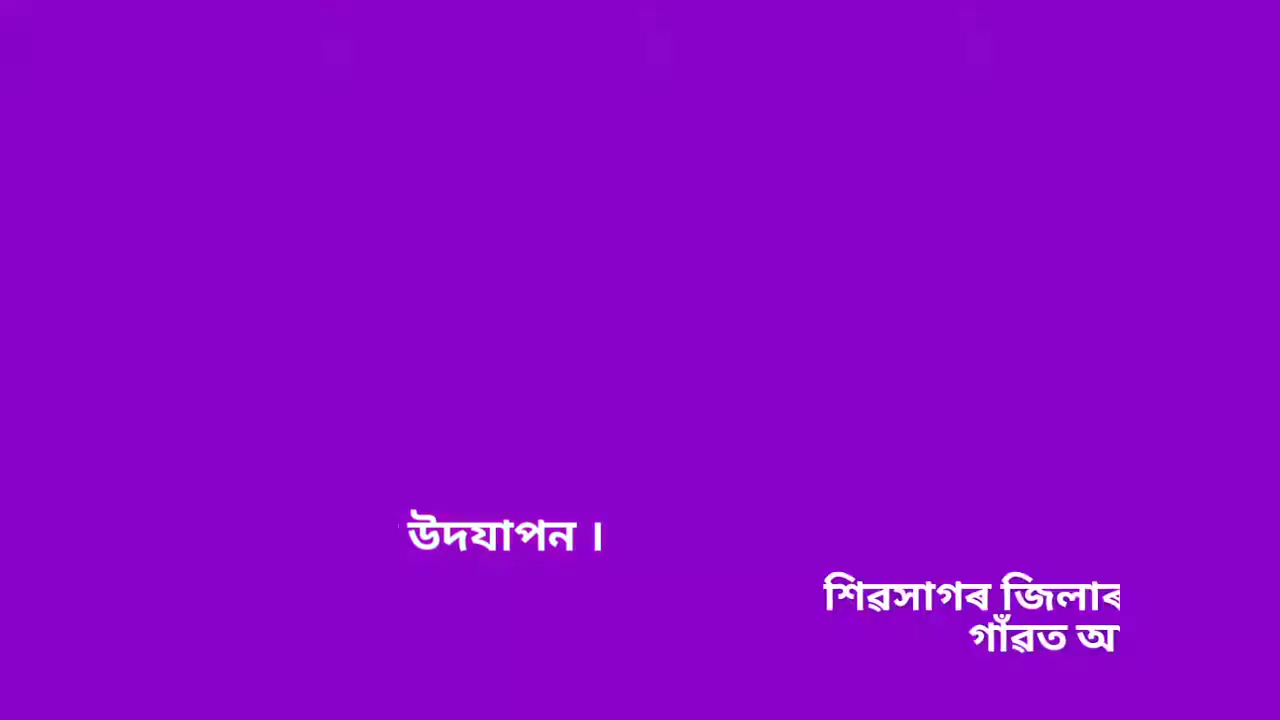 উদযাপন ।
শিৱসাগৰ জিলাৰ
গাঁৱত অ